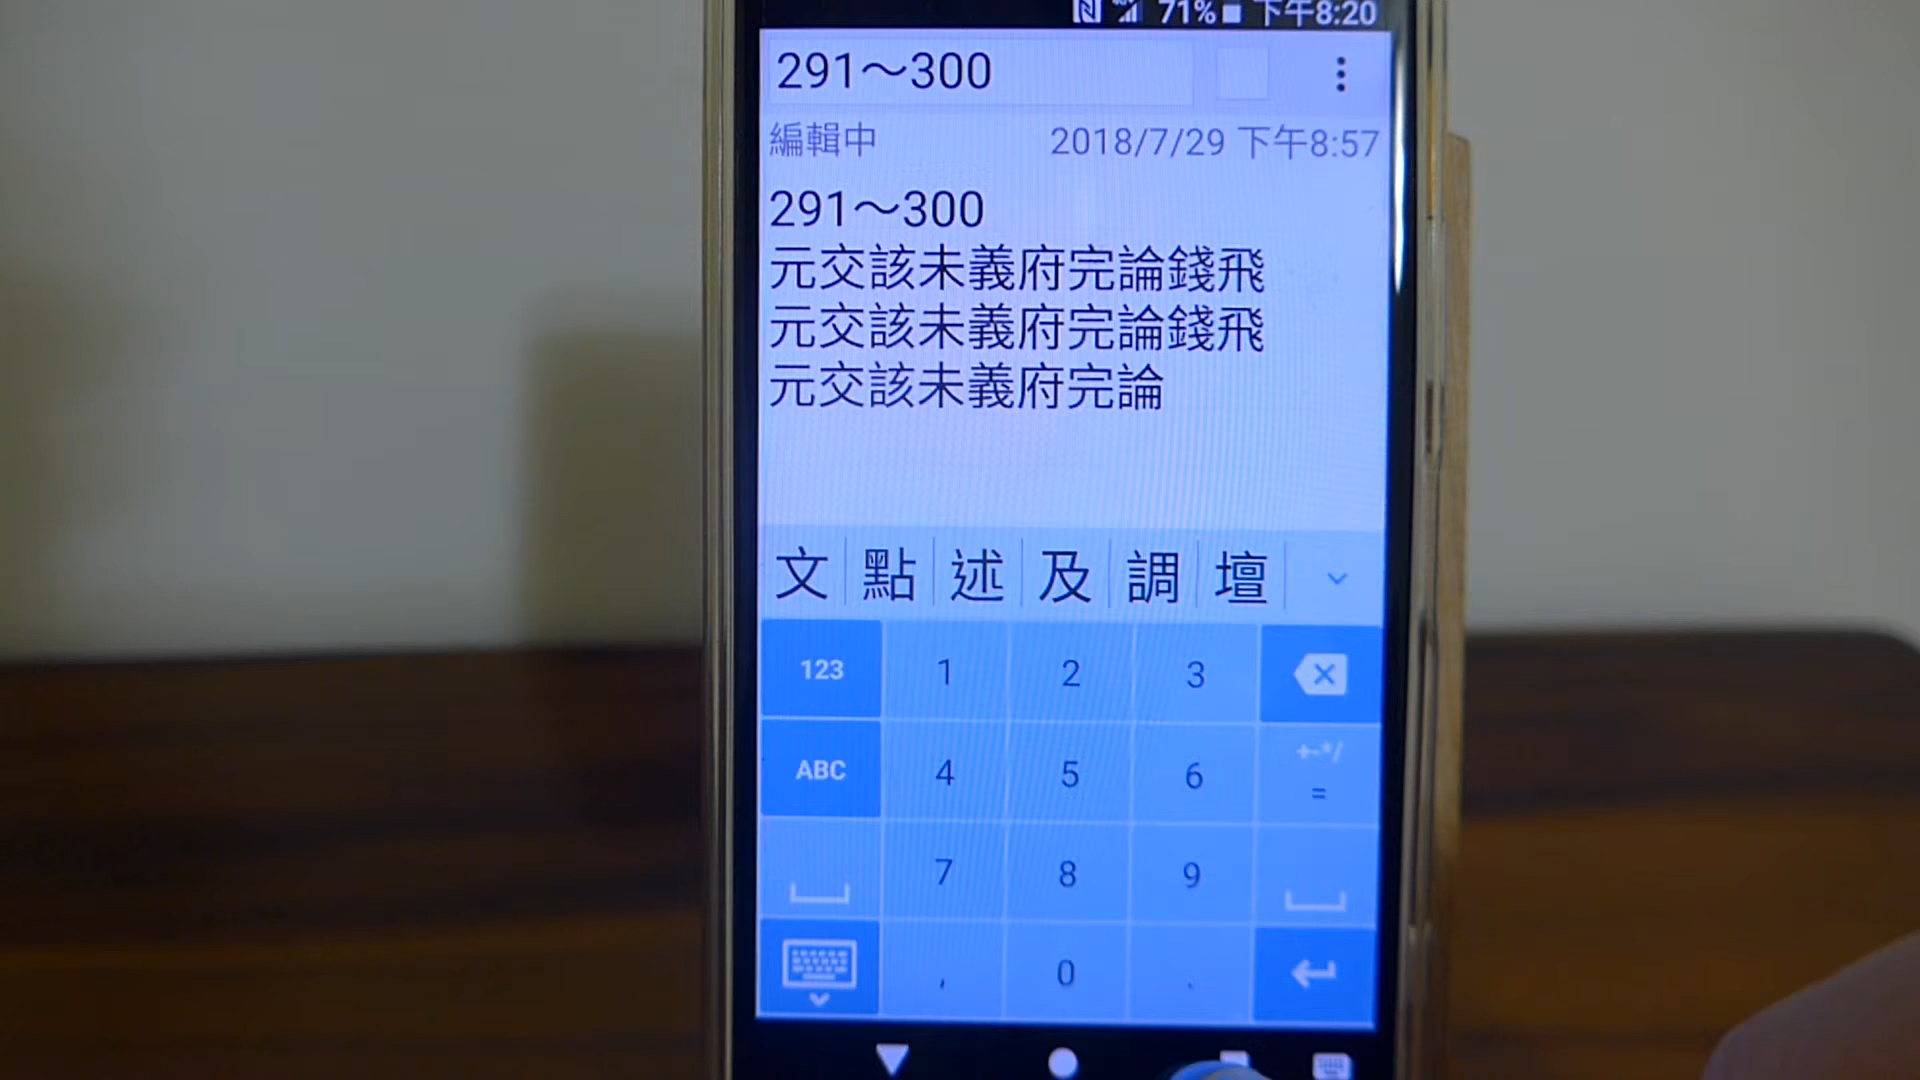 71% 下午8:20
291～300
編輯中 2018/7/29 下午8:57
291～300
元交該未義府完論錢飛
元交該未義府完論錢飛
元交該未義府完論
文 點 述 及 調 壇
123 1 2 3
ABC 4 5 6 +-*/ =
7 8 9
, 0 .